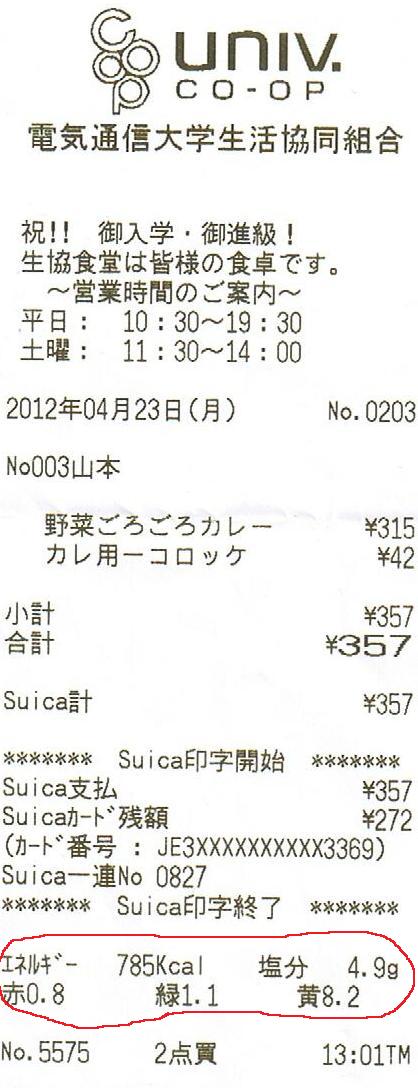 coop univ.
CO-OP
電気通信大学生活協同組合
祝!! 御入学・御進級!
生協食堂は皆様の食卓です。
～営業時間のご案内～
平日: 10:30～19:30
土曜: 11:30～14:00
2012年04月23日(月) No.0203
No003山本
野菜ごろごろカレー ¥315
カレ用ーコロッケ ¥42
小計 ¥357
合計 ¥357
Suica計 ¥357
******* Suica印字開始 *******
Suica支払 ¥357
Suicaｶｰﾄﾞ残額 ¥272
(ｶｰﾄﾞ番号 : JE3XXXXXXXXXX3369)
Suica一連No 0827
******* Suica印字終了 *******
ｴﾈﾙｷﾞｰ 785Kcal 塩分 4.9g
赤0.8 緑1.1 黄8.2
No.5575 2点買 13:01TM